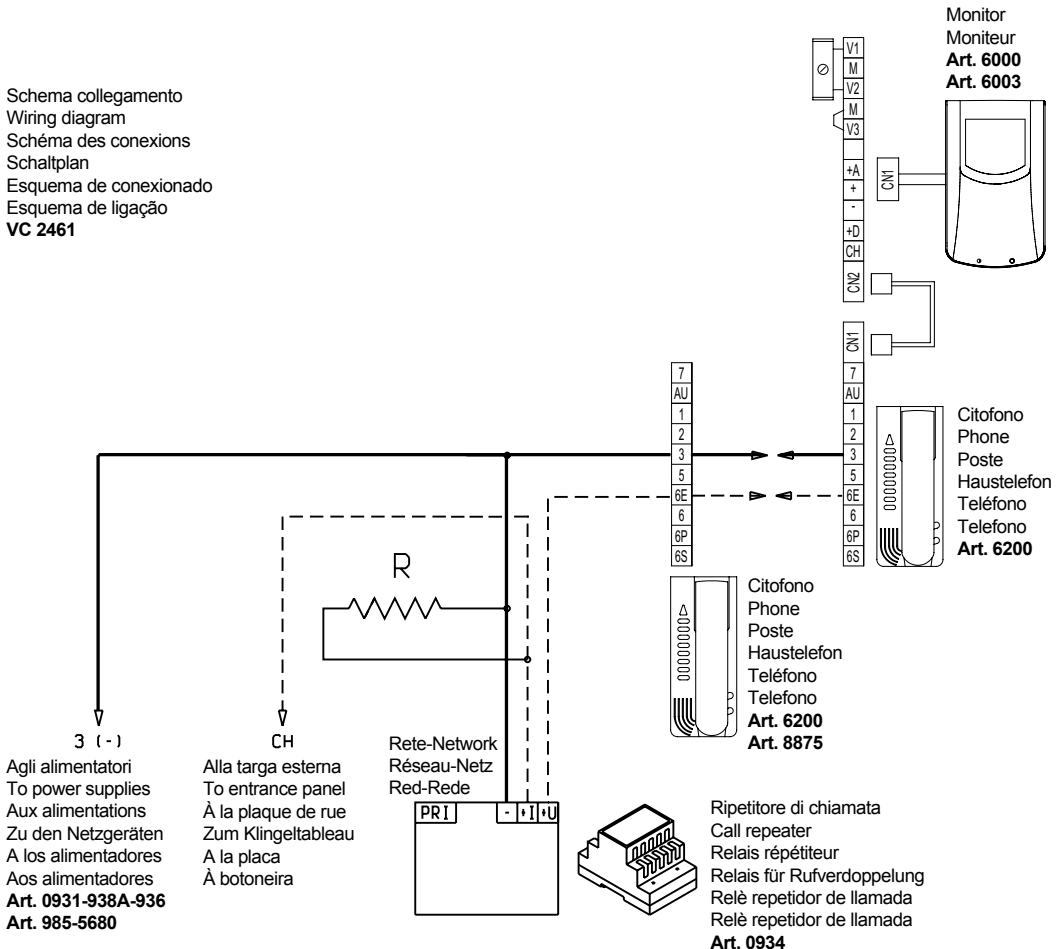 Schema collegamento
Wiring diagram
Schéma des conexions
Schaltplan
Esquema de conexionado
Esquema de ligação
VC 2461
Monitor
Moniteur
Art. 6000
Art. 6003
V1
M
V2
M
V3
+A
+
-
+D
CH
CN2
CN1
CN1
7
AU
1
2
3
5
6E
6
6P
6S
7
AU
1
2
3
5
6E
6
6P
6S
Citofono
Phone
Poste
Haustelefon
Teléfono
Telefono
Art. 6200
Citofono
Phone
Poste
Haustelefon
Teléfono
Telefono
Art. 6200
Art. 8875
R
3 (-)
Agli alimentatori
To power supplies
Aux alimentations
Zu den Netzgeräten
A los alimentadores
Aos alimentadores
Art. 0931-938A-936
Art. 985-5680
CH
Alla targa esterna
To entrance panel
À la plaque de rue
Zum Klingeltableau
A la placa
À botoneira
Rete-Network
Réseau-Netz
Red-Rede
PRI - +I +U
Ripetitore di chiamata
Call repeater
Relais répétiteur
Relais für Rufverdoppelung
Relè repetidor de llamada
Relè repetidor de llamada
Art. 0934